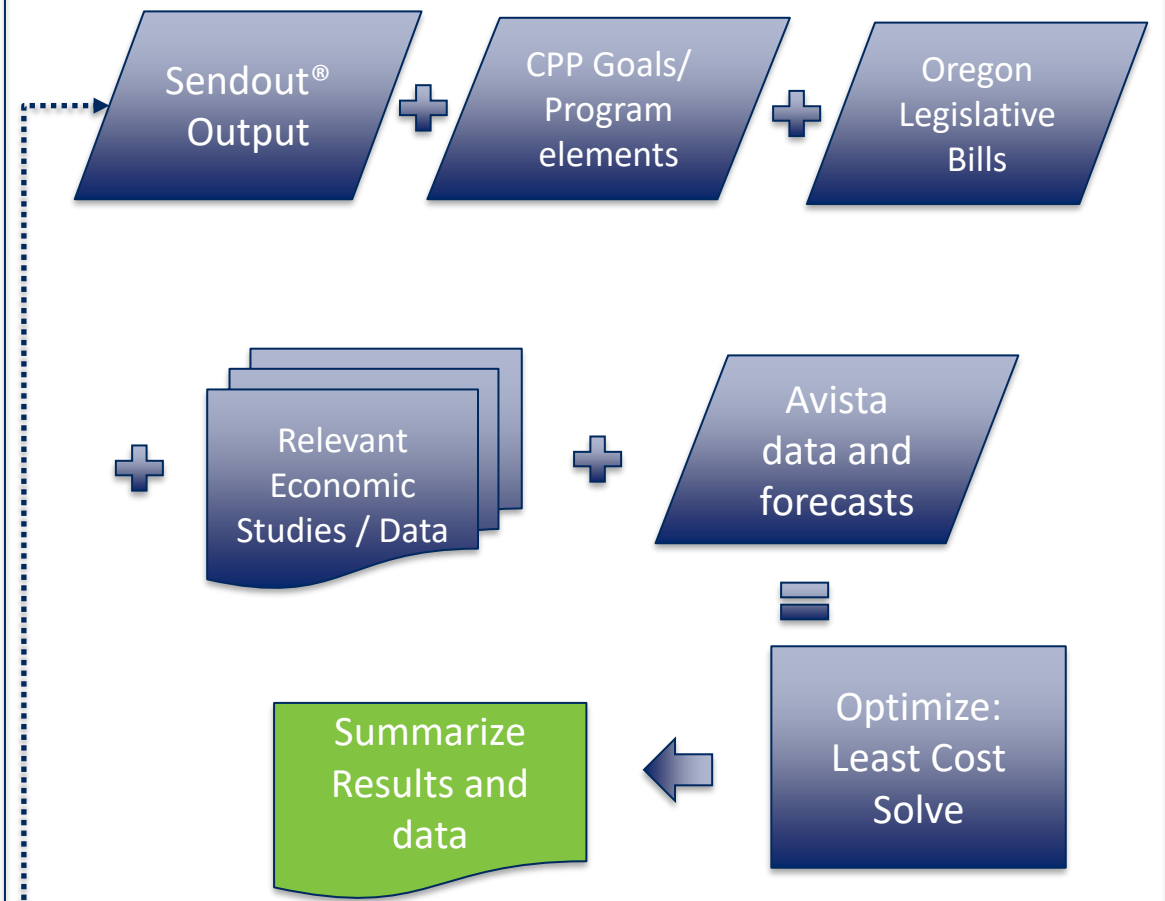 Sendout®
Output
CPP Goals/
Program
elements
Oregon
Legislative
Bills
Relevant
Economic
Studies / Data
Avista
data and
forecasts
Optimize:
Least Cost
Solve
Summarize
Results and
data